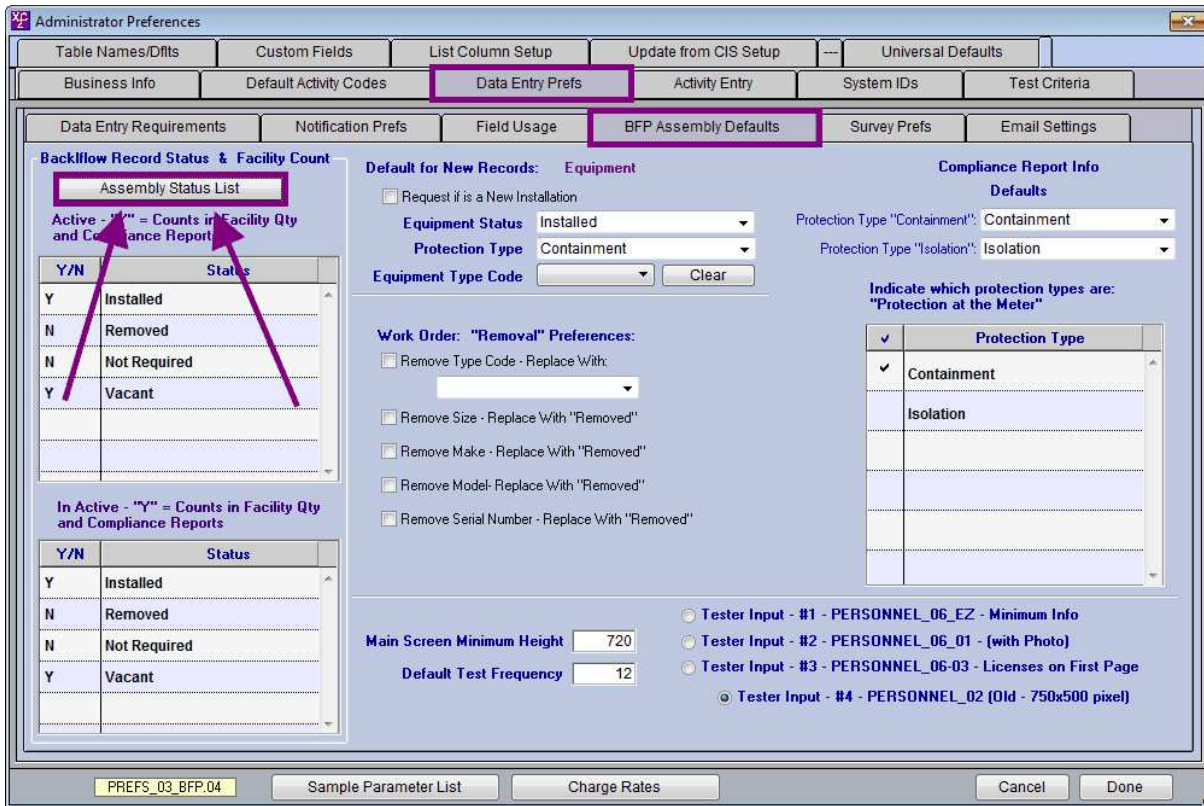 XP2
Administrator Preferences
Table Names/Dflts
Custom Fields
List Column Setup
Update from CIS Setup
---
Universal Defaults
Business Info
Default Activity Codes
Data Entry Prefs
Activity Entry
System IDs
Test Criteria
Data Entry Requirements
Notification Prefs
Field Usage
BFP Assembly Defaults
Survey Prefs
Email Settings
Backlflow Record Status & Facility Count
Assembly Status List
Active - "Y" = Counts in Facility Qty
and Compliance Reports
Y/N Status
Y Installed
N Removed
N Not Required
Y Vacant
In Active - "Y" = Counts in Facility Qty
and Compliance Reports
Y/N Status
Y Installed
N Removed
N Not Required
Y Vacant
Default for New Records: Equipment
Request if is a New Installation
Equipment Status Installed
Protection Type Containment
Equipment Type Code Clear
Work Order: "Removal" Preferences:
Remove Type Code - Replace With:
Remove Size - Replace With "Removed"
Remove Make - Replace With "Removed"
Remove Model- Replace With "Removed"
Remove Serial Number - Replace With "Removed"
Compliance Report Info
Defaults
Protection Type "Containment": Containment
Protection Type "Isolation": Isolation
Indicate which protection types are:
"Protection at the Meter"
Protection Type
Containment
Isolation
Main Screen Minimum Height 720
Default Test Frequency 12
Tester Input - #1 - PERSONNEL_06_EZ - Minimum Info
Tester Input - #2 - PERSONNEL_06_01 - (with Photo)
Tester Input - #3 - PERSONNEL_06-03 - Licenses on First Page
Tester Input - #4 - PERSONNEL_02 (Old - 750x500 pixel)
PREFS_03_BFP.04
Sample Parameter List
Charge Rates
Cancel
Done